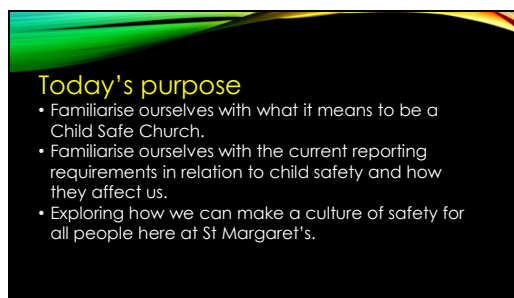 Today's purpose
• Familiarise ourselves with what it means to be a
Child Safe Church.
• Familiarise ourselves with the current reporting
requirements in relation to child safety and how
they affect us.
• Exploring how we can make a culture of safety for
all people here at St Margaret's.